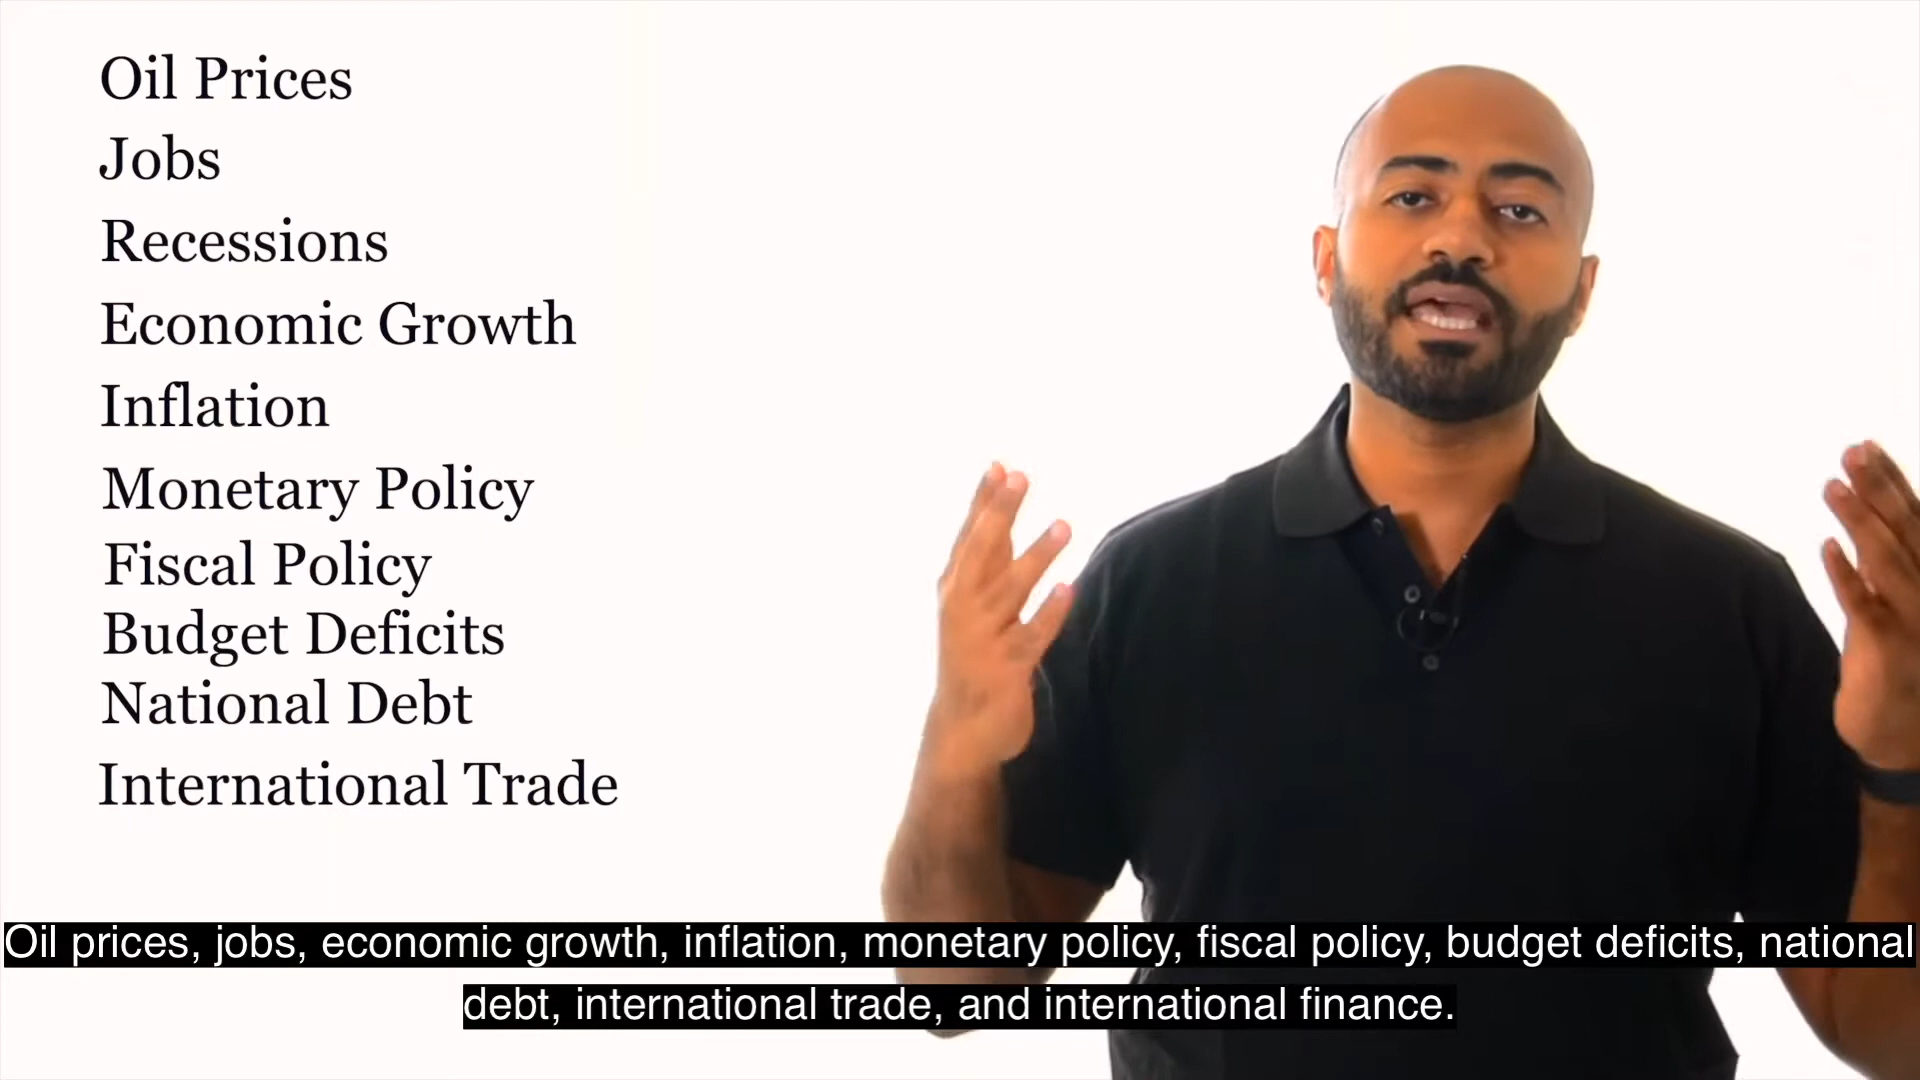 Oil Prices
Jobs
Recessions
Economic Growth
Inflation
Monetary Policy
Fiscal Policy
Budget Deficits
National Debt
International Trade
Oil prices, jobs, economic growth, inflation, monetary policy, fiscal policy, budget deficits, national
debt, international trade, and international finance.